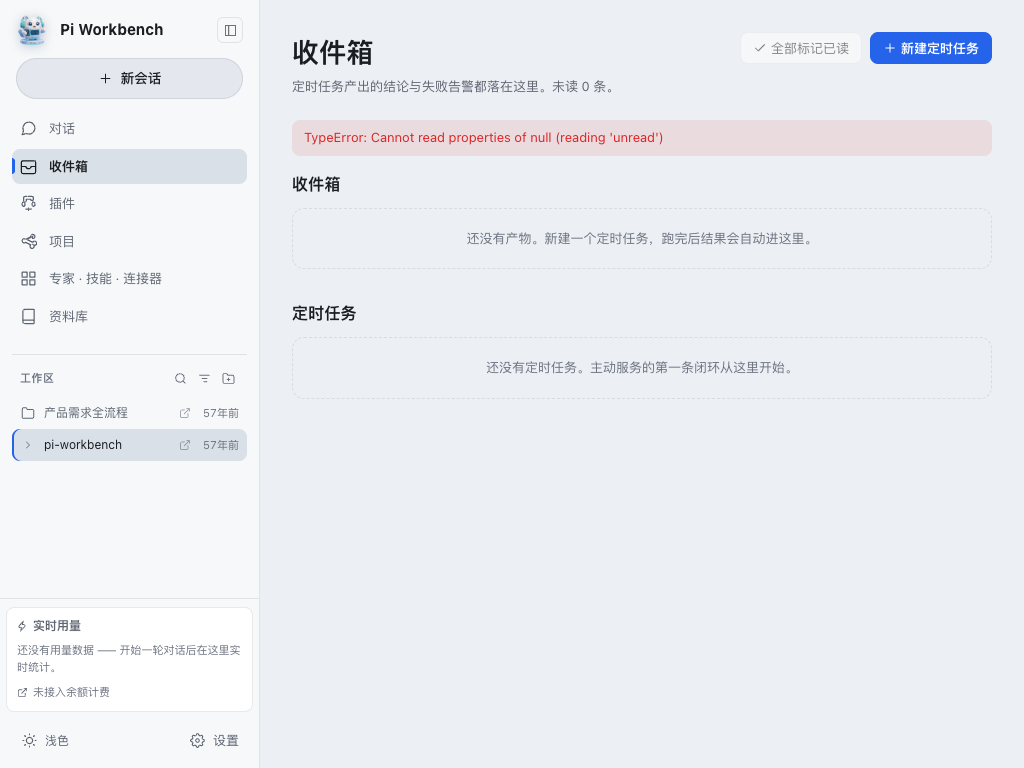 Pi Workbench
新会话
对话
收件箱
插件
项目
专家 · 技能 · 连接器
资料库
工作区
产品需求全流程 57年前
pi-workbench 57年前
实时用量
还没有用量数据 —— 开始一轮对话后在这里实
时统计。
未接入余额计费
浅色 设置
收件箱
全部标记已读 新建定时任务
定时任务产出的结论与失败告警都落在这里。未读 0 条。
TypeError: Cannot read properties of null (reading 'unread')
收件箱
还没有产物。新建一个定时任务，跑完后结果会自动进这里。
定时任务
还没有定时任务。主动服务的第一条闭环从这里开始。